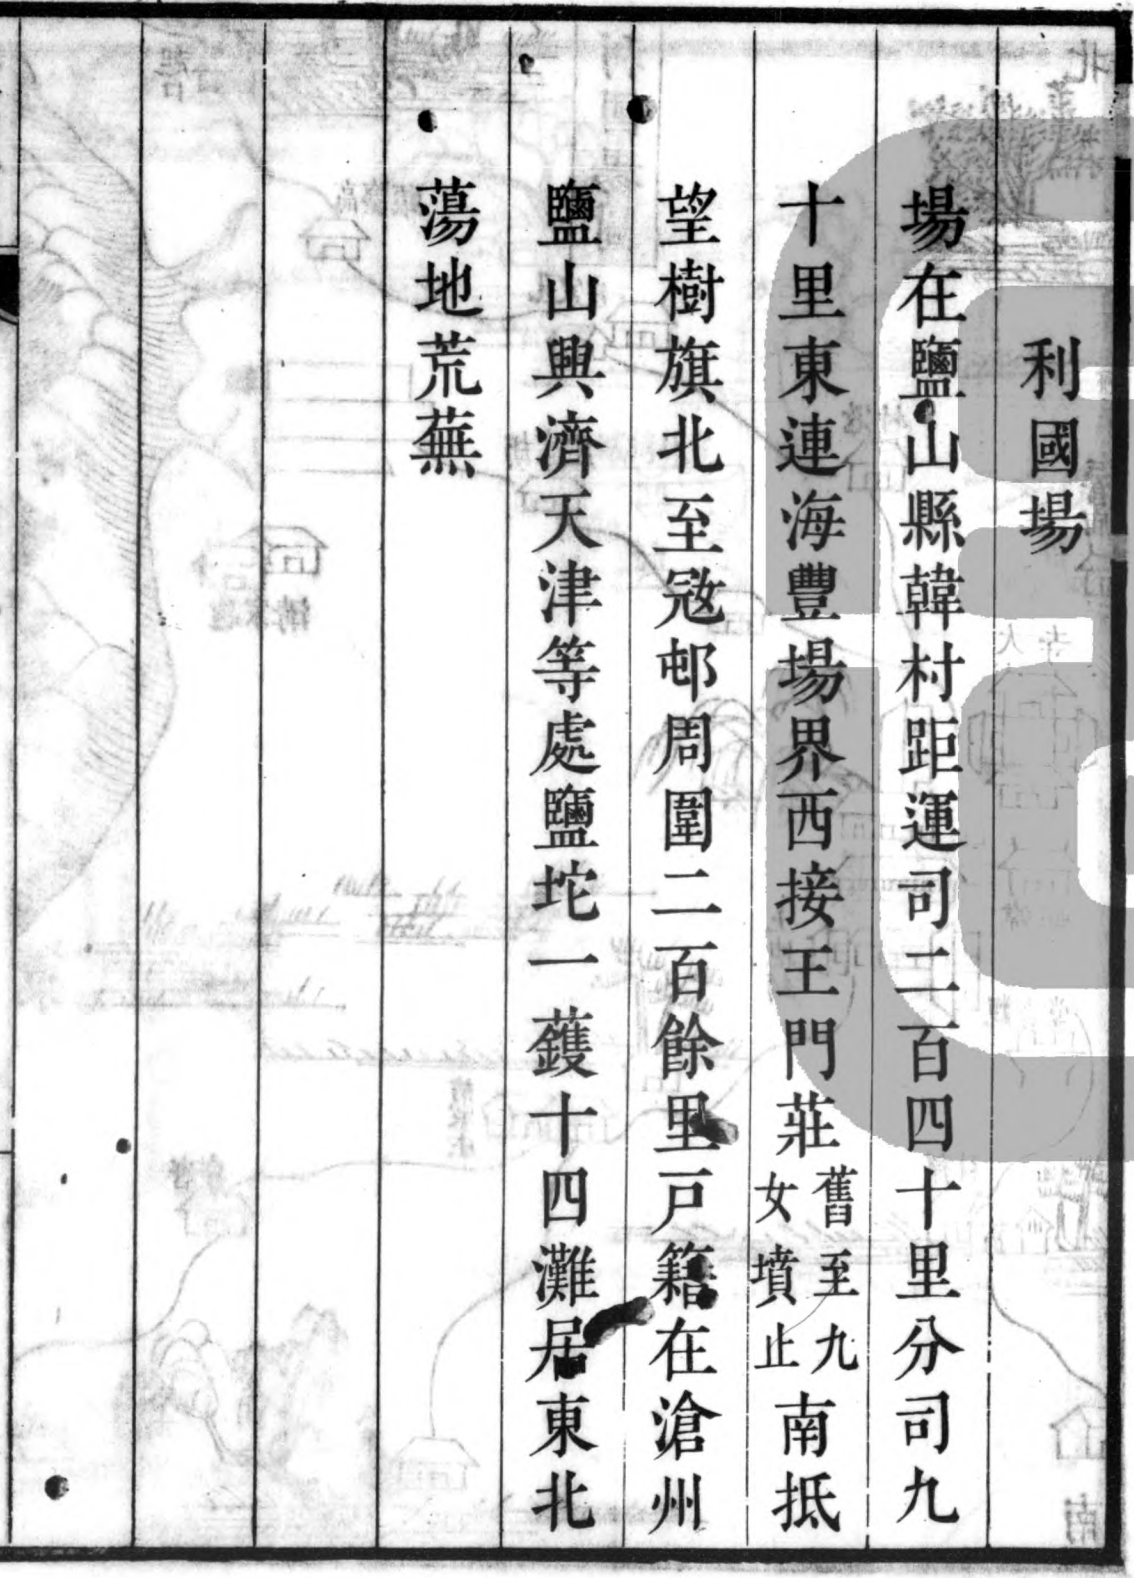 利國場
場在鹽山縣韓村距運司二百四十里分司九
十里東連海豐場界西接王門莊舊至九女墳止南抵
望樹旗北至㓂邨周圍二百餘里戸籍在滄州
鹽山興濟天津等處鹽坨一䕶十四灘居東北
蕩地荒蕪